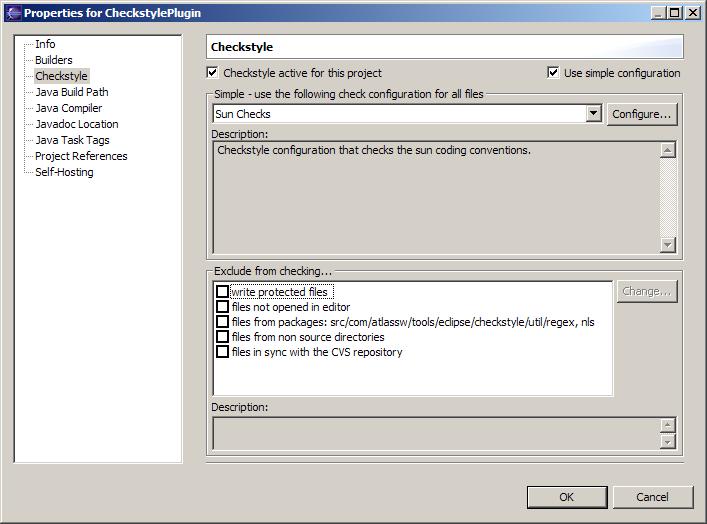 Properties for CheckstylePlugin
Info
Builders
Checkstyle
Java Build Path
Java Compiler
Javadoc Location
Java Task Tags
Project References
Self-Hosting
Checkstyle
Checkstyle active for this project
Use simple configuration
Simple - use the following check configuration for all files
Sun Checks
Configure...
Description:
Checkstyle configuration that checks the sun coding conventions.
Exclude from checking...
write protected files
files not opened in editor
files from packages: src/com/atlassw/tools/eclipse/checkstyle/util/regex, nls
files from non source directories
files in sync with the CVS repository
Change...
Description:
OK
Cancel